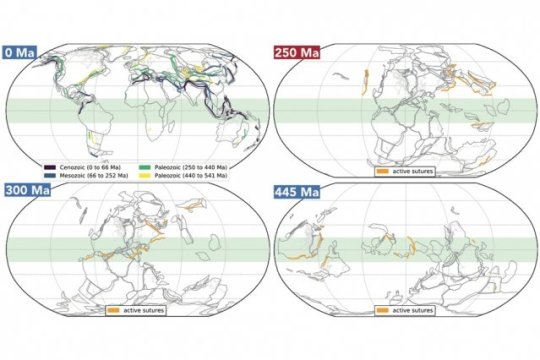 0 Ma
250 Ma
Cenozoic (0 to 66 Ma)
Paleozoic (250 to 440 Ma)
Mesozoic (66 to 252 Ma)
Paleozoic (440 to 541 Ma)
active sutures
300 Ma
445 Ma
active sutures
active sutures